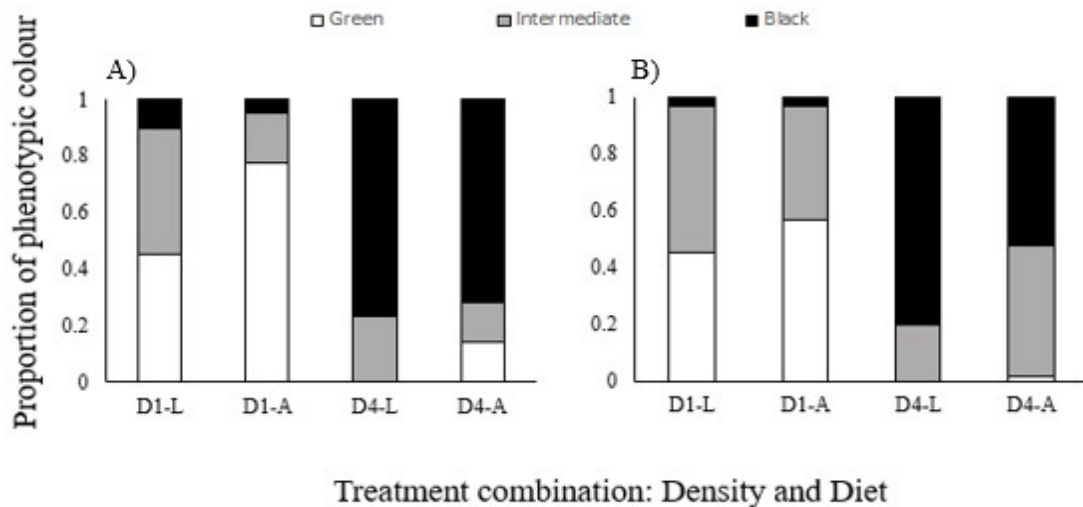 Green Intermediate Black
Proportion of phenotypic colour
A)
1
0.8
0.6
0.4
0.2
0
D1-L D1-A D4-L D4-A
B)
1
0.8
0.6
0.4
0.2
0
D1-L D1-A D4-L D4-A
Treatment combination: Density and Diet